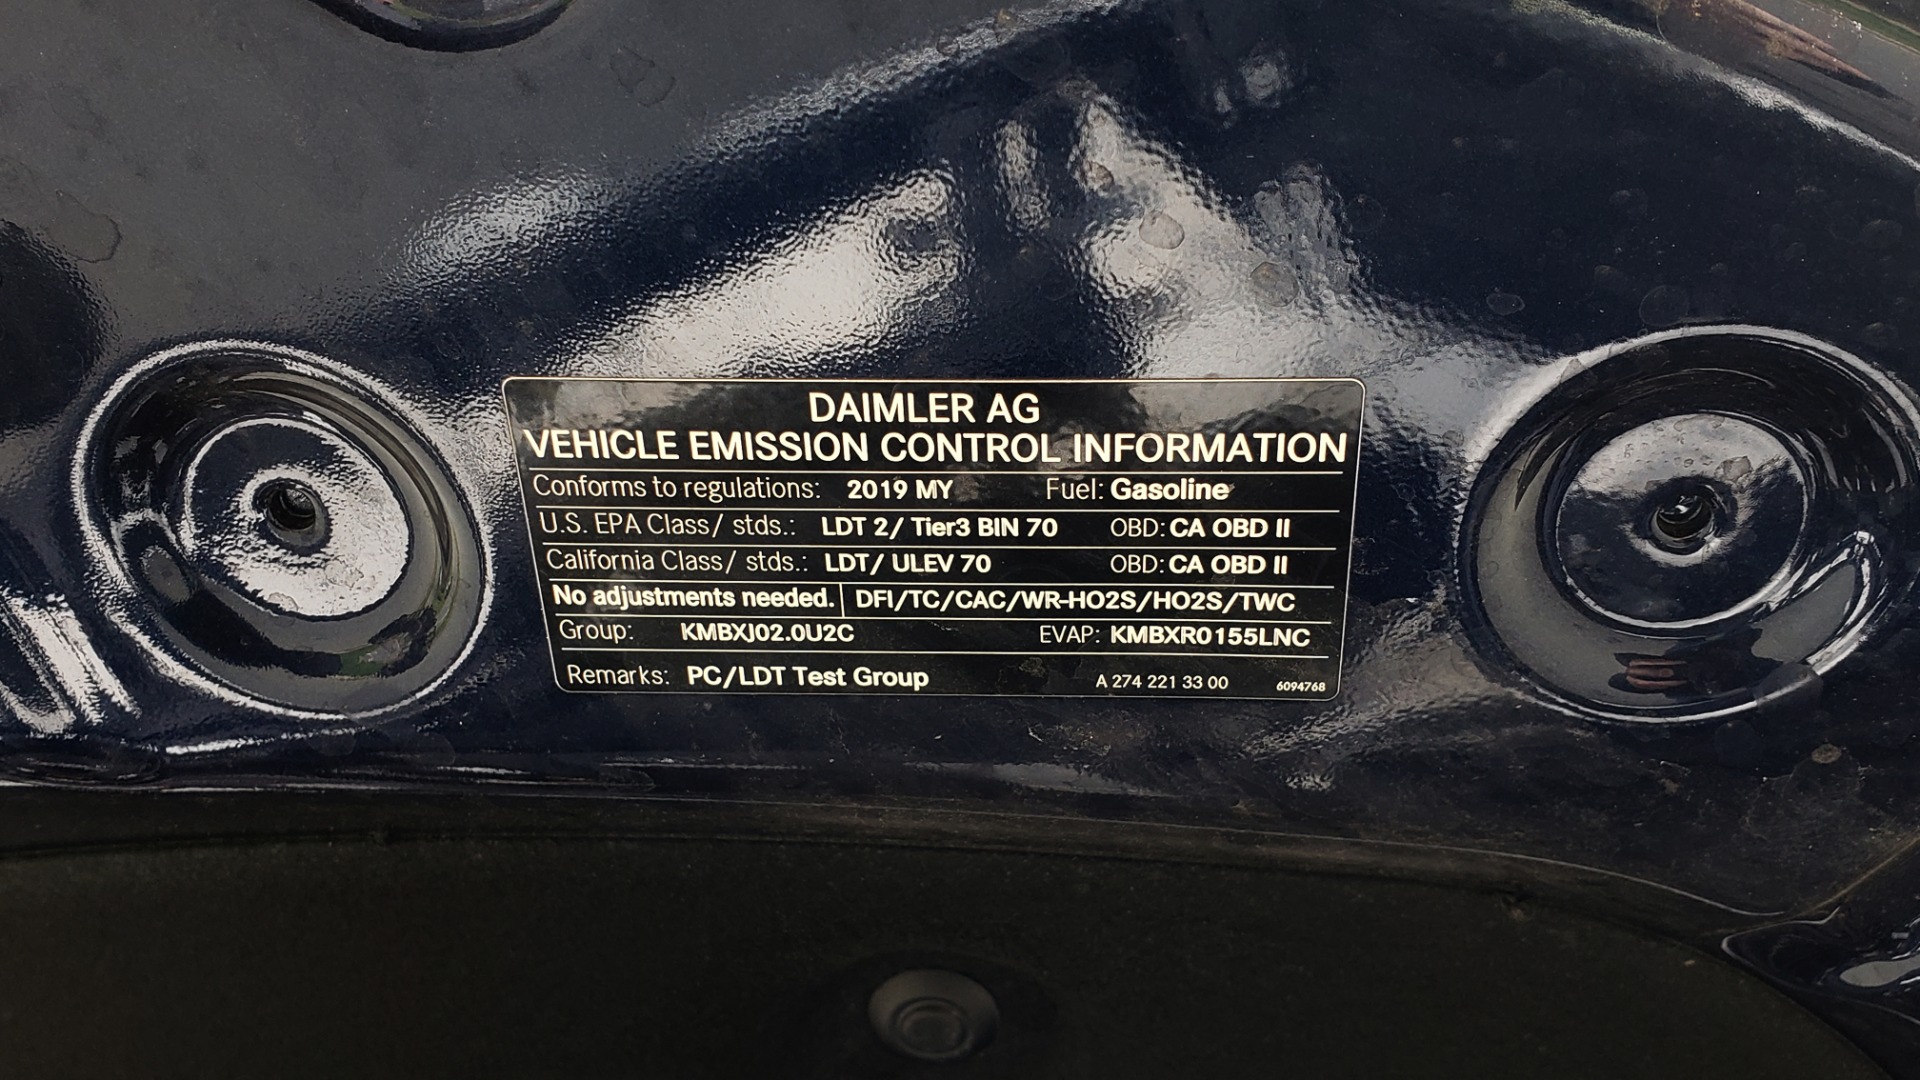 DAIMLER AG
VEHICLE EMISSION CONTROL INFORMATION
Conforms to regulations: 2019 MY Fuel: Gasoline
U.S. EPA Class/ stds.: LDT 2/ Tier3 BIN 70 OBD: CA OBD II
California Class/ stds.: LDT/ ULEV 70 OBD: CA OBD II
No adjustments needed. DFI/TC/CAC/WR-HO2S/HO2S/TWC
Group: KMBXJ02.0U2C EVAP: KMBXR0155LNC
Remarks: PC/LDT Test Group A 274 221 33 00 6094768